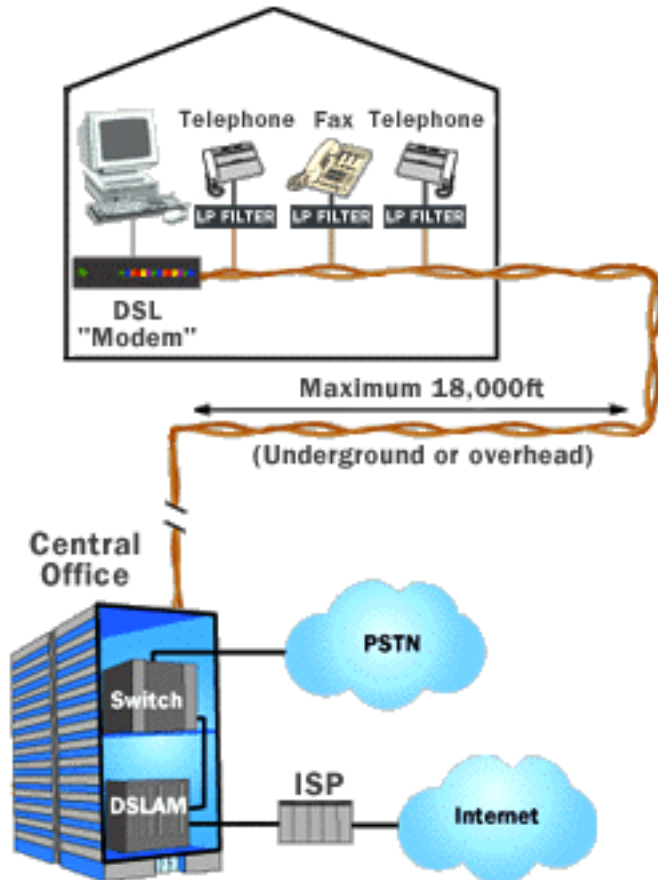 Telephone Fax Telephone
LP FILTER LP FILTER LP FILTER
DSL
"Modem"
Maximum 18,000ft
(Underground or overhead)
Central
Office
PSTN
Switch
ISP
DSLAM
Internet